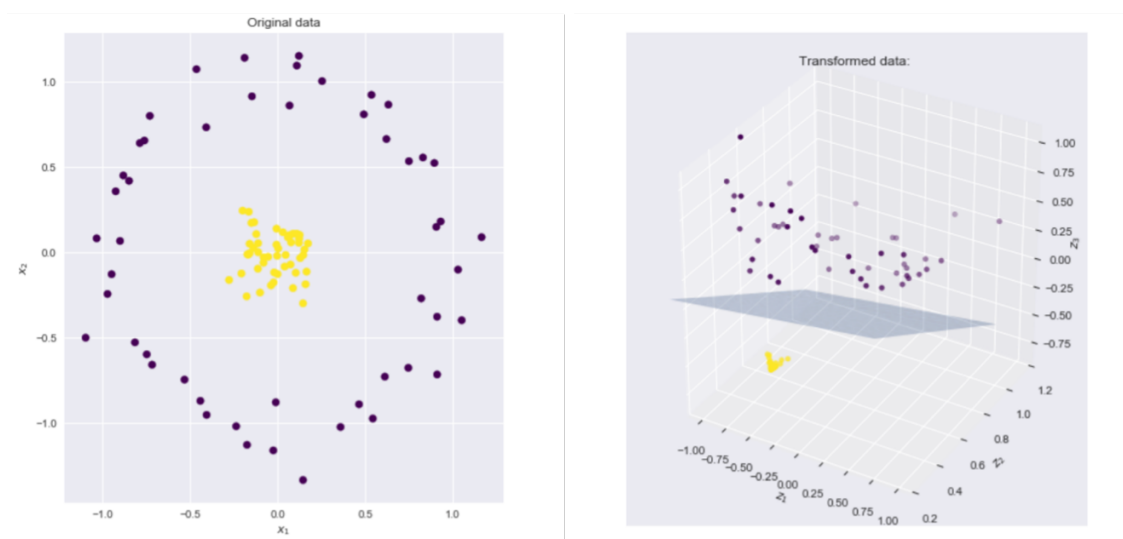 Original data
1.0
0.5
0.0
−0.5
−1.0
x₂
−1.0 −0.5 0.0 0.5 1.0
x₁
Transformed data:
1.00
0.75
0.50
0.25
0.00
−0.25
−0.50
−0.75
z₃
−1.00 −0.75 −0.50 −0.25 0.00 0.25 0.50 0.75 1.00
z₁
1.2
1.0
0.8
0.6
0.4
0.2
z₂